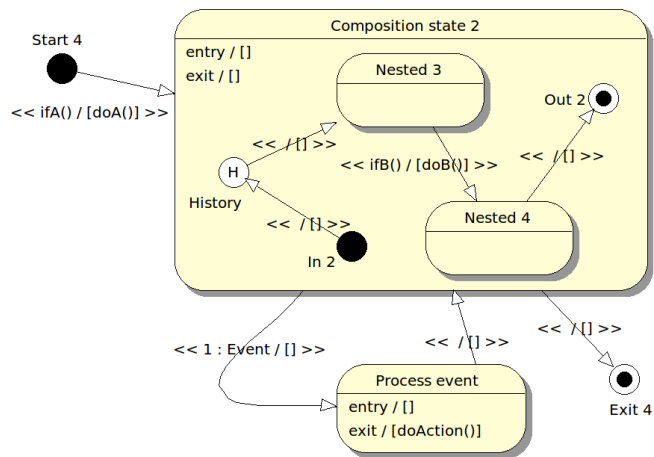 Composition state 2
Start 4
entry / []
exit / []
Nested 3
Out 2
<< ifA() / [doA()] >>
<<  / [] >>
<< ifB() / [doB()] >>
<<  / [] >>
H
History
Nested 4
<<  / [] >>
In 2
<<  / [] >>
<< 1 : Event / [] >>
<<  / [] >>
Process event
entry / []
exit / [doAction()]
Exit 4